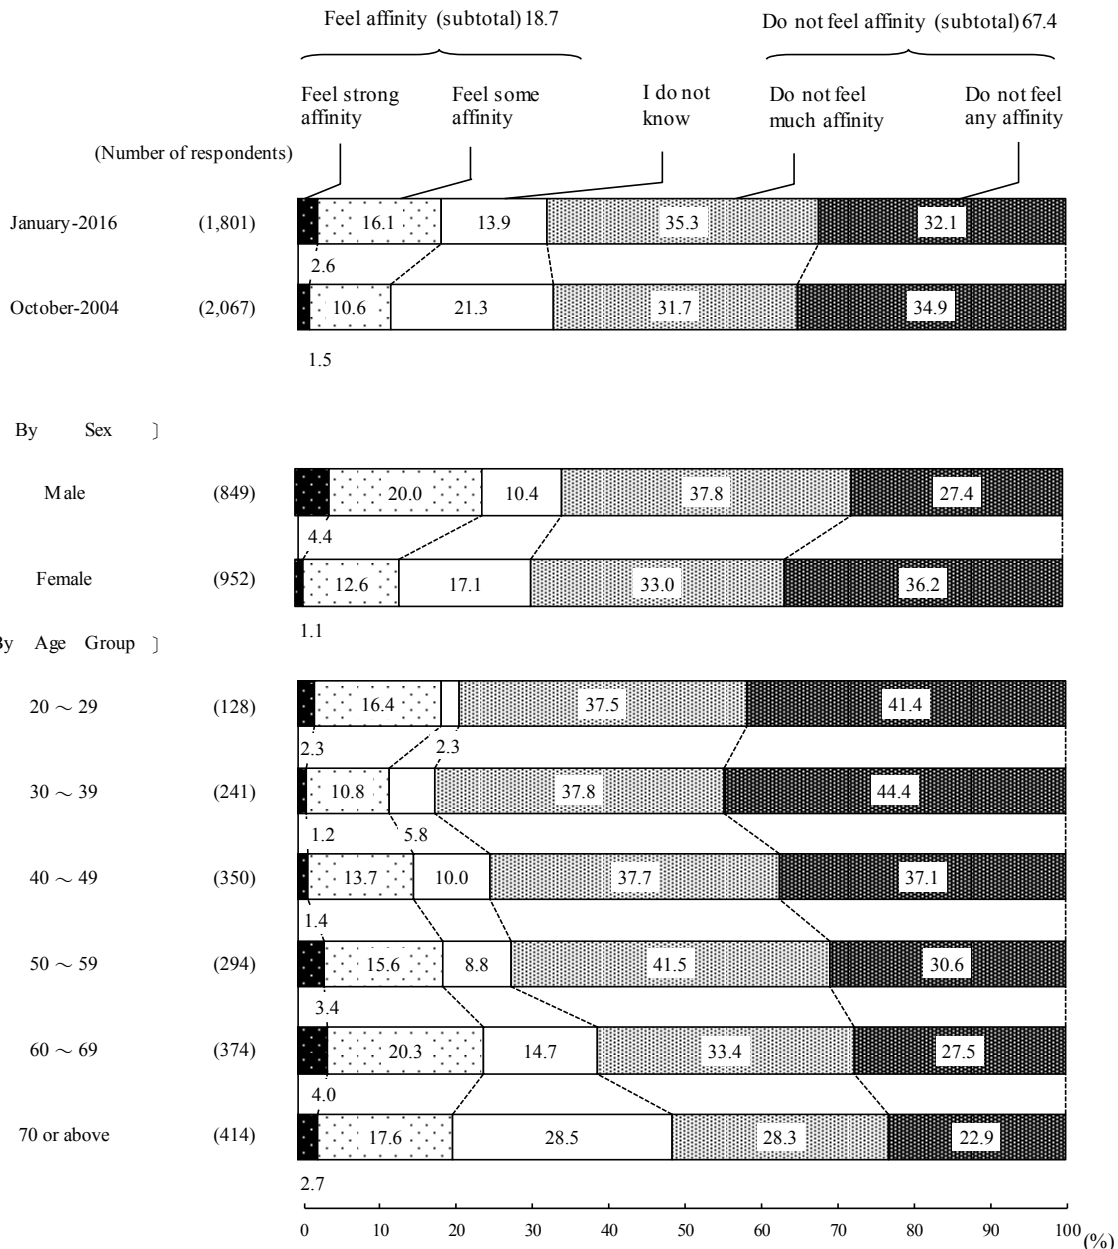 Feel affinity (subtotal) 18.7
Do not feel affinity (subtotal) 67.4
Feel strong affinity
Feel some affinity
I do not know
Do not feel much affinity
Do not feel any affinity
(Number of respondents)
January-2016 (1,801) 16.1 13.9 35.3 32.1
2.6
October-2004 (2,067) 10.6 21.3 31.7 34.9
1.5
By Sex 〕
Male (849) 20.0 10.4 37.8 27.4
4.4
Female (952) 12.6 17.1 33.0 36.2
1.1
By Age Group 〕
20 ～ 29 (128) 16.4 37.5 41.4
2.3 2.3
30 ～ 39 (241) 10.8 37.8 44.4
1.2 5.8
40 ～ 49 (350) 13.7 10.0 37.7 37.1
1.4
50 ～ 59 (294) 15.6 8.8 41.5 30.6
3.4
60 ～ 69 (374) 20.3 14.7 33.4 27.5
4.0
70 or above (414) 17.6 28.5 28.3 22.9
2.7
0 10 20 30 40 50 60 70 80 90 100 (%)